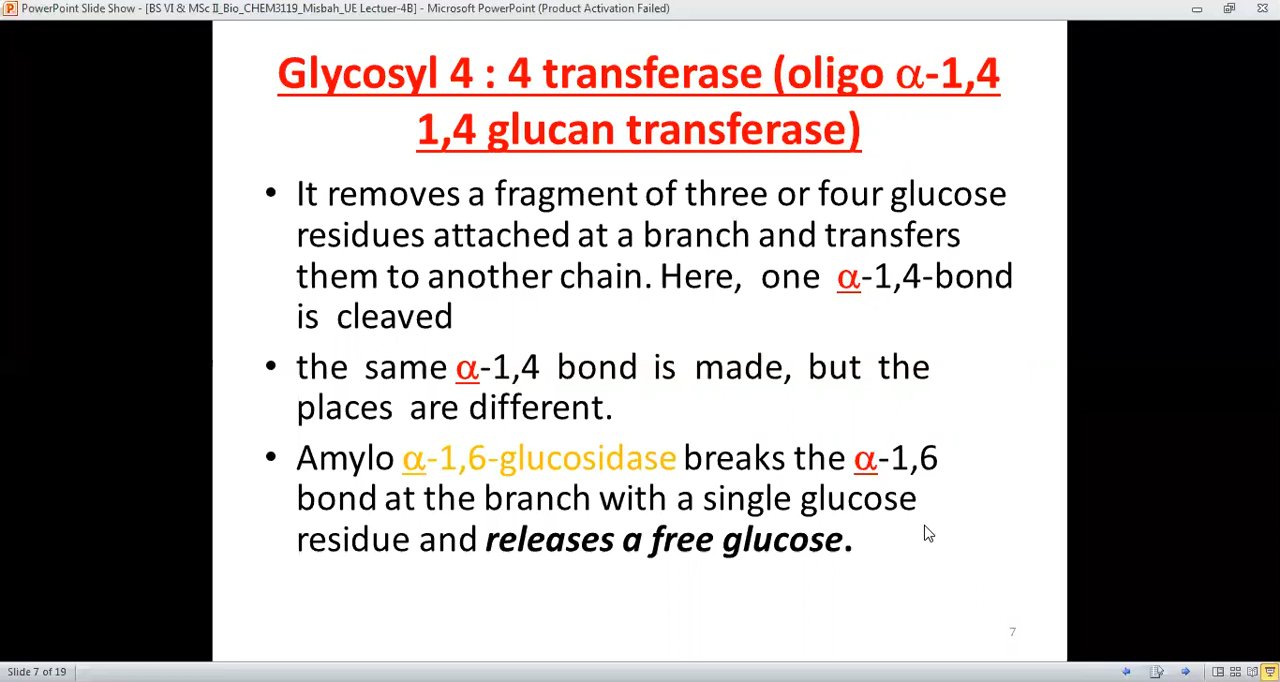 PowerPoint Slide Show - [BS VI & MSc II_Bio_CHEM3119_Misbah_UE Lectuer-4B] - Microsoft PowerPoint (Product Activation Failed)
Glycosyl 4 : 4 transferase (oligo α-1,4
1,4 glucan transferase)
• It removes a fragment of three or four glucose
residues attached at a branch and transfers
them to another chain. Here, one α-1,4-bond
is cleaved
• the same α-1,4 bond is made, but the
places are different.
• Amylo α-1,6-glucosidase breaks the α-1,6
bond at the branch with a single glucose
residue and releases a free glucose.
7
Slide 7 of 19